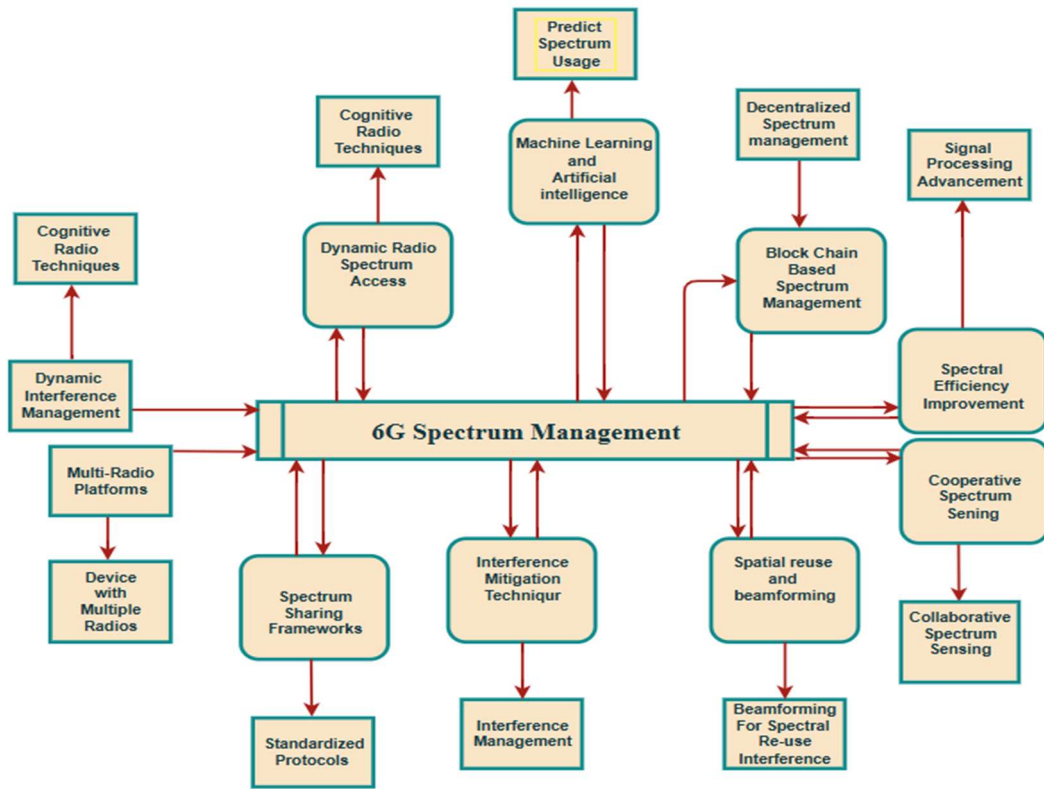 Predict
Spectrum
Usage
Cognitive
Radio
Techniques
Decentralized
Spectrum
management
Machine Learning
and
Artificial
intelligence
Signal
Processing
Advancement
Cognitive
Radio
Techniques
Dynamic Radio
Spectrum
Access
Block Chain
Based
Spectrum
Management
Dynamic
Interference
Management
Spectral
Efficiency
Improvement
6G Spectrum Management
Multi-Radio
Platforms
Cooperative
Spectrum
Sening
Device
with
Multiple
Radios
Spectrum
Sharing
Frameworks
Interference
Mitigation
Techniqur
Spatial reuse
and
beamforming
Collaborative
Spectrum
Sensing
Standardized
Protocols
Interference
Management
Beamforming
For Spectral
Re-use
Interference